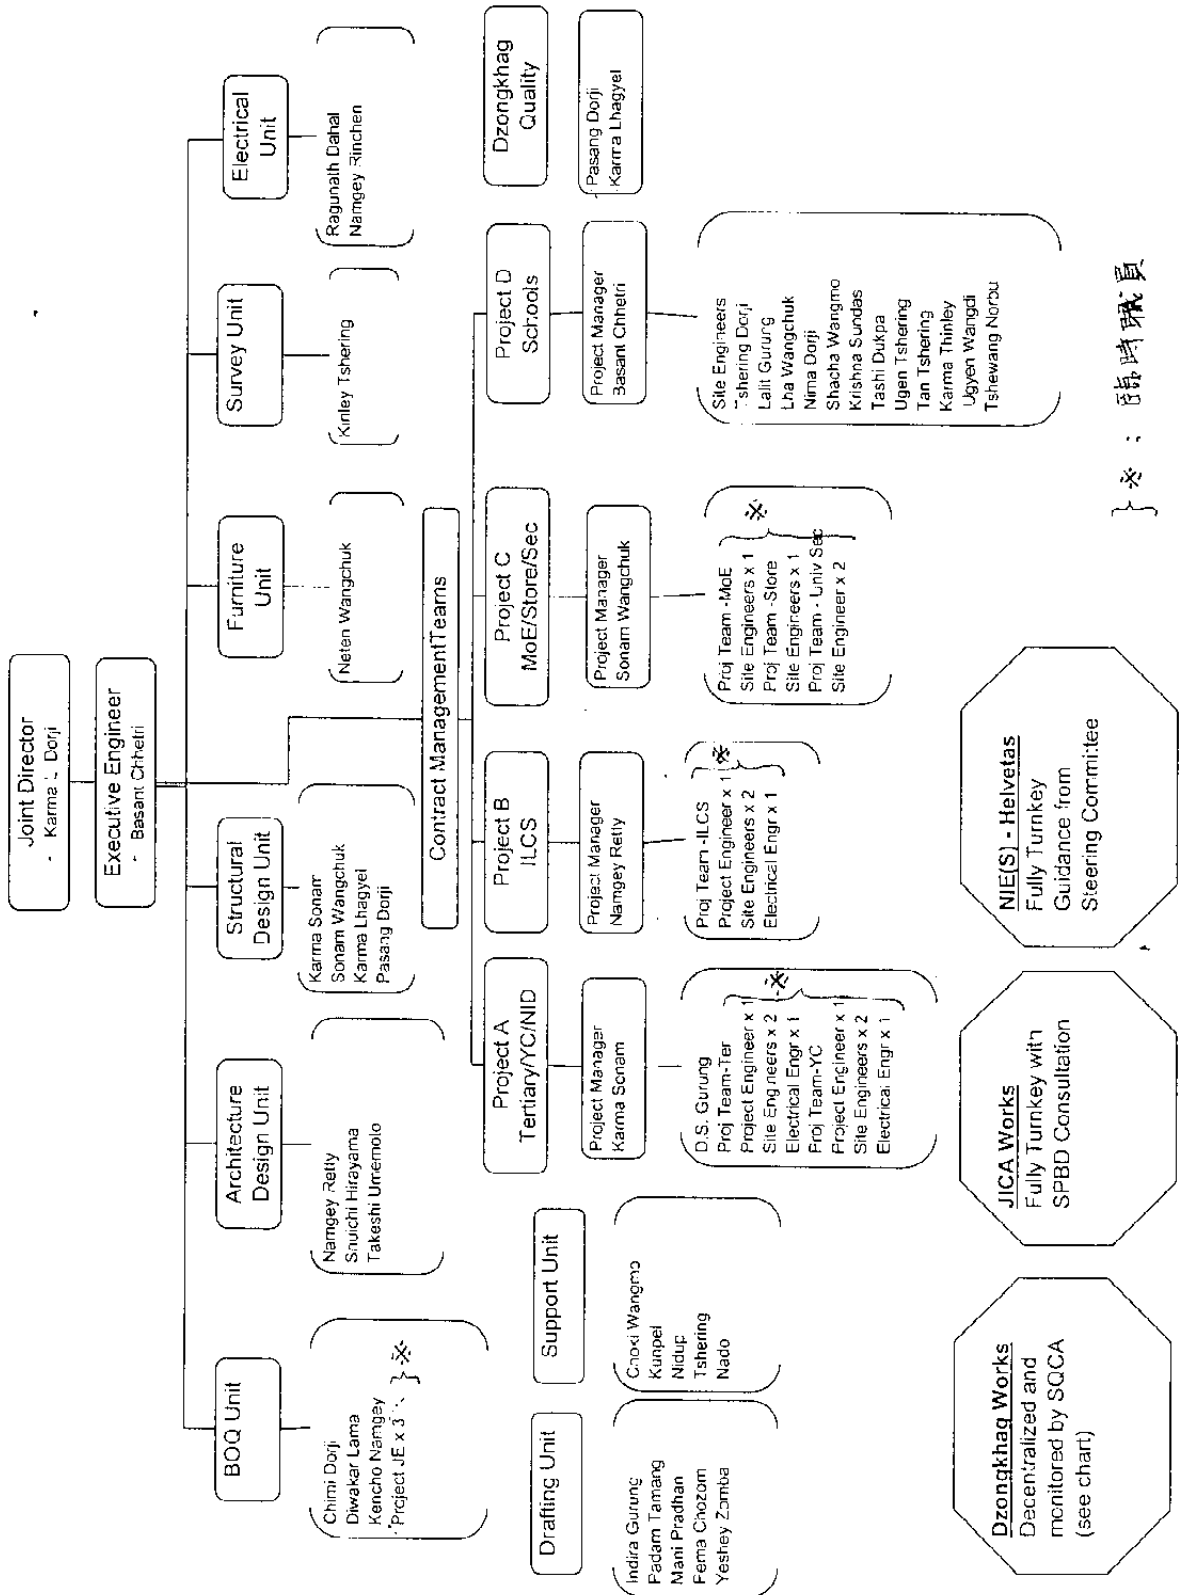 Joint Director
- Karma L Dorji
Executive Engineer
- Basant Chhetri
BOQ Unit
Chimi Dorji
Diwakar Lama
Kencho Namgey
Project JE x 3
} ※
Architecture
Design Unit
Namgey Retty
Shuichi Hirayama
Takeshi Umemoto
Structural
Design Unit
Karma Sonam
Sonam Wangchuk
Karma Lhagyel
Pasang Dorji
Furniture
Unit
Neten Wangchuk
Survey Unit
Kinley Tshering
Electrical
Unit
Ragunath Dahal
Namgey Rinchen
Contract ManagementTeams
Drafting Unit
Indira Gurung
Padam Tamang
Mani Pradhan
Pema Chozom
Yeshey Zomba
Support Unit
Choki Wangmo
Kunpel
Nidup
Tshering
Nado
Project A
Tertiary/YC/NID
Project Manager
Karma Sonam
D.S. Gurung
Proj Team-Ter
Project Engineer x 1
Site Engineers x 2
Electrical Engr x 1
Proj Team-YC
Project Engineer x 1
Site Engineers x 2
Electrical Engr x 1
} ※
Project B
ILCS
Project Manager
Namgey Retty
Proj Team -ILCS
Project Engineer x 1
Site Engineers x 2
Electrical Engr x 1
} ※
Project C
MoE/Store/Sec
Project Manager
Sonam Wangchuk
Proj Team -MoE
Site Engineers x 1
Proj Team -Store
Site Engineers x 1
Proj Team - Univ Sec
Site Engineer x 2
} ※
Project D
Schools
Project Manager
Basant Chhetri
Site Engineers
Tshering Dorji
Lalit Gurung
Lha Wangchuk
Nima Dorji
Shacha Wangmo
Krishna Sundas
Tashi Dukpa
Ugen Tshering
Tan Tshering
Karma Thinley
Ugyen Wangdi
Tshewang Norbu
Dzongkhag
Quality
Pasang Dorji
Karma Lhagyel
Dzongkhag Works
Decentralized and
monitored by SQCA
(see chart)
JICA Works
Fully Turnkey with
SPBD Consultation
NIE(S) - Helvetas
Fully Turnkey
Guidance from
Steering Committee
} ※ : 臨時職員